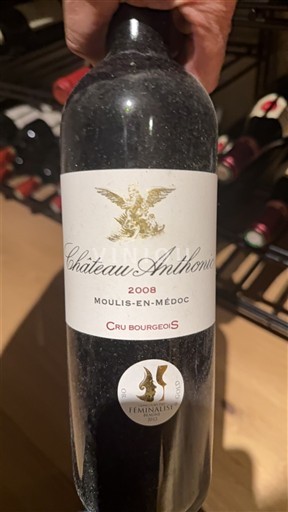 Château Anthonic
2008
MOULIS-EN-MÉDOC
CRU BOURGEOIS
FÉMINALISE